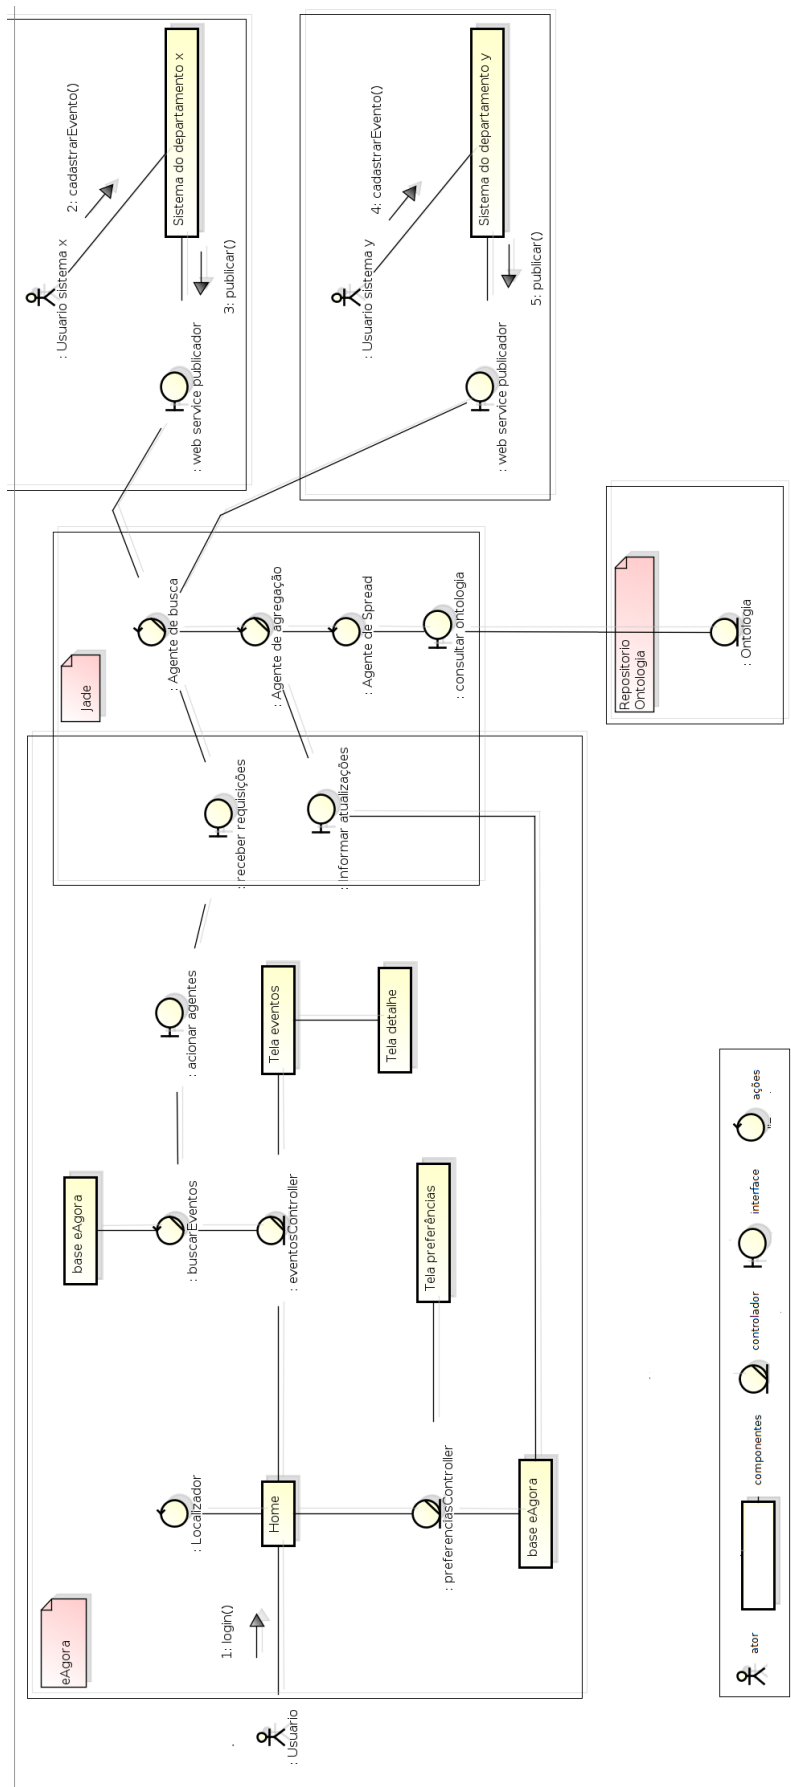 : Usuario
1: login()
eAgora
: Localizador
Home
: preferenciasController
base eAgora
base eAgora
: buscarEventos
: eventosController
Tela preferências
: acionar agentes
Tela eventos
Tela detalhe
: receber requisições
: Informar atualizações
Jade
: Agente de busca
: Agente de agregação
: Agente de Spread
: consultar ontologia
Repositorio
Ontologia
: Ontologia
: web service publicador
3: publicar()
: Usuario sistema x
2: cadastrarEvento()
Sistema do departamento x
: web service publicador
5: publicar()
: Usuario sistema y
4: cadastrarEvento()
Sistema do departamento y
ator
componentes
controlador
interface
ações